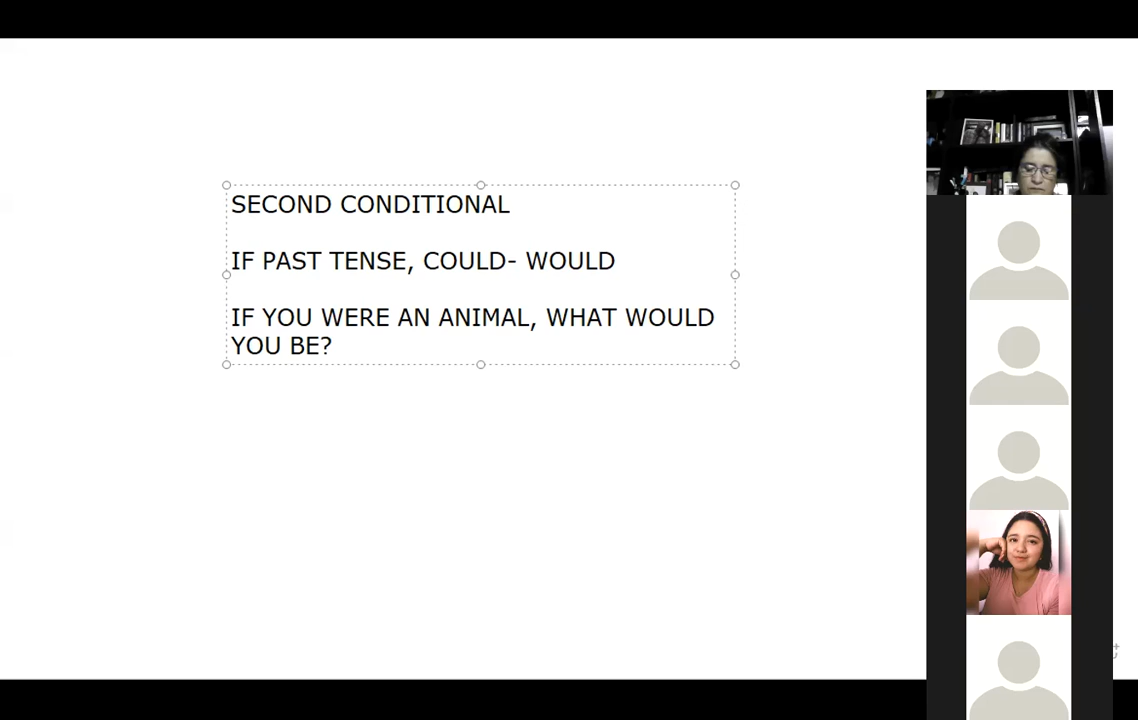 SECOND CONDITIONAL
IF PAST TENSE, COULD- WOULD
IF YOU WERE AN ANIMAL, WHAT WOULD
YOU BE?